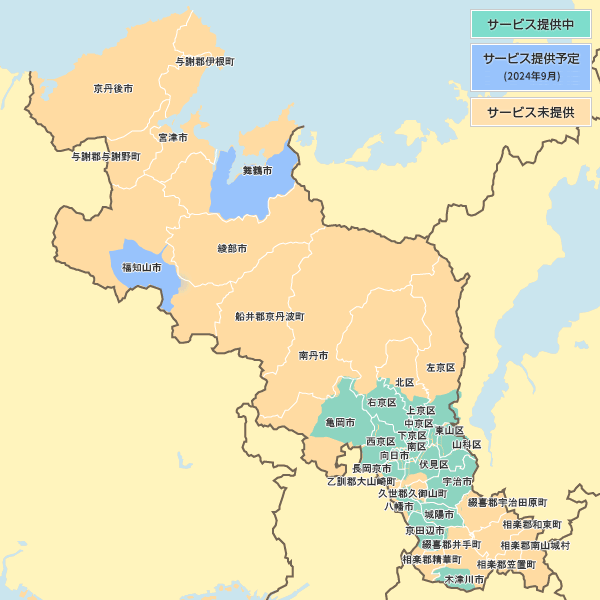 サービス提供中
サービス提供予定
(2024年9月)
サービス未提供
与謝郡伊根町
京丹後市
宮津市
与謝郡与謝野町
舞鶴市
綾部市
福知山市
船井郡京丹波町
南丹市
左京区
北区
右京区
上京区
亀岡市
中京区
東山区
下京区
西京区
南区
山科区
向日市
伏見区
長岡京市
乙訓郡大山崎町
宇治市
久世郡久御山町
綴喜郡宇治田原町
八幡市
城陽市
相楽郡和束町
京田辺市
綴喜郡井手町
相楽郡南山城村
相楽郡精華町
相楽郡笠置町
木津川市